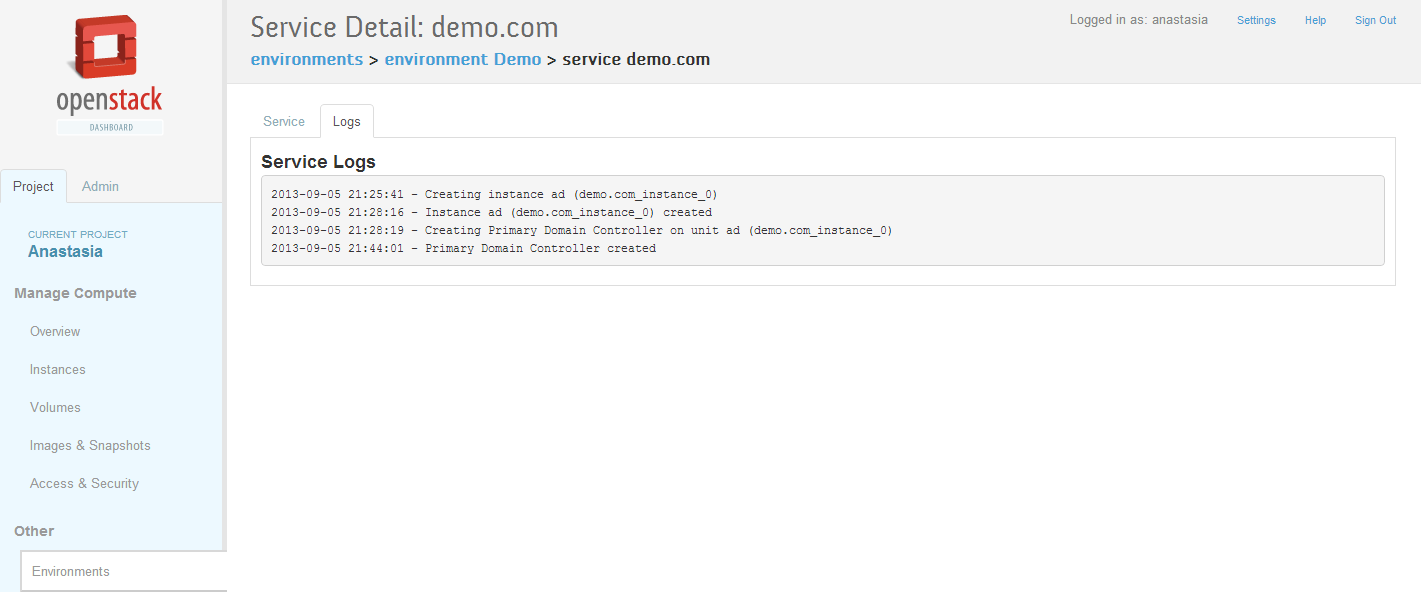 openstack
DASHBOARD
Project
Admin
CURRENT PROJECT
Anastasia
Manage Compute
Overview
Instances
Volumes
Images & Snapshots
Access & Security
Other
Environments
Service Detail: demo.com
Logged in as: anastasia Settings Help Sign Out
environments > environment Demo > service demo.com
Service
Logs
Service Logs
2013-09-05 21:25:41 - Creating instance ad (demo.com_instance_0)
2013-09-05 21:28:16 - Instance ad (demo.com_instance_0) created
2013-09-05 21:28:19 - Creating Primary Domain Controller on unit ad (demo.com_instance_0)
2013-09-05 21:44:01 - Primary Domain Controller created